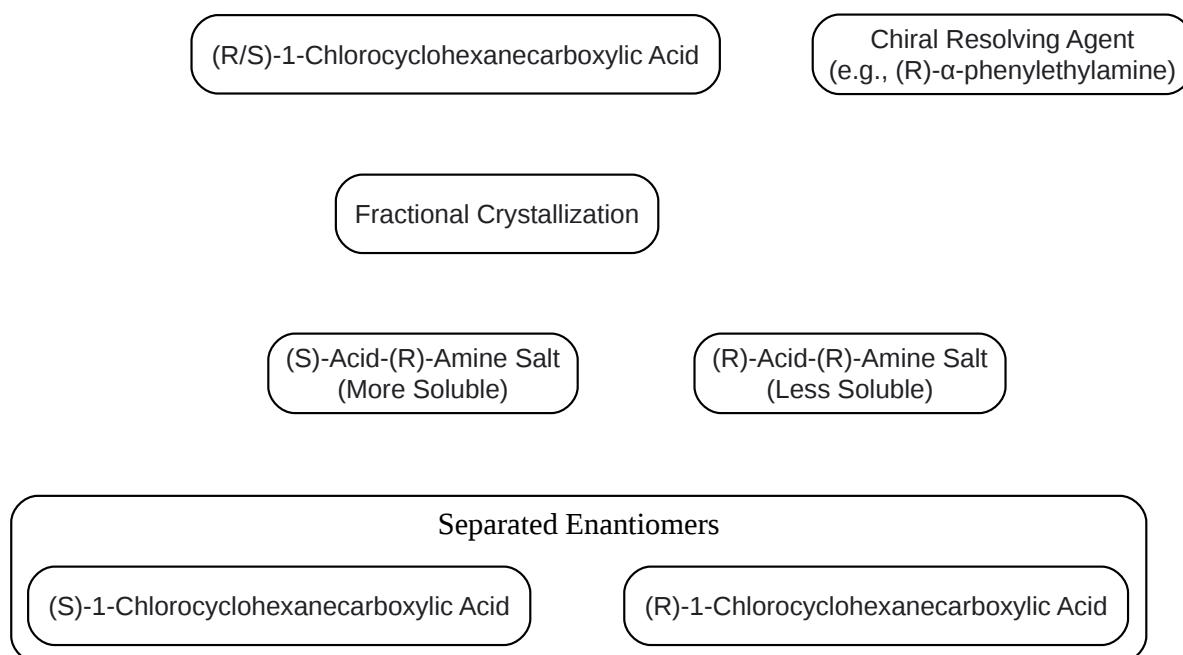 (R/S)-1-Chlorocyclohexanecarboxylic Acid
Chiral Resolving Agent
(e.g., (R)-α-phenylethylamine)
Fractional Crystallization
(S)-Acid-(R)-Amine Salt
(More Soluble)
(R)-Acid-(R)-Amine Salt
(Less Soluble)
Separated Enantiomers
(S)-1-Chlorocyclohexanecarboxylic Acid
(R)-1-Chlorocyclohexanecarboxylic Acid